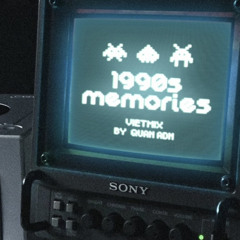 1990s
memories
VIETMIX
BY QUAN ADM
SONY